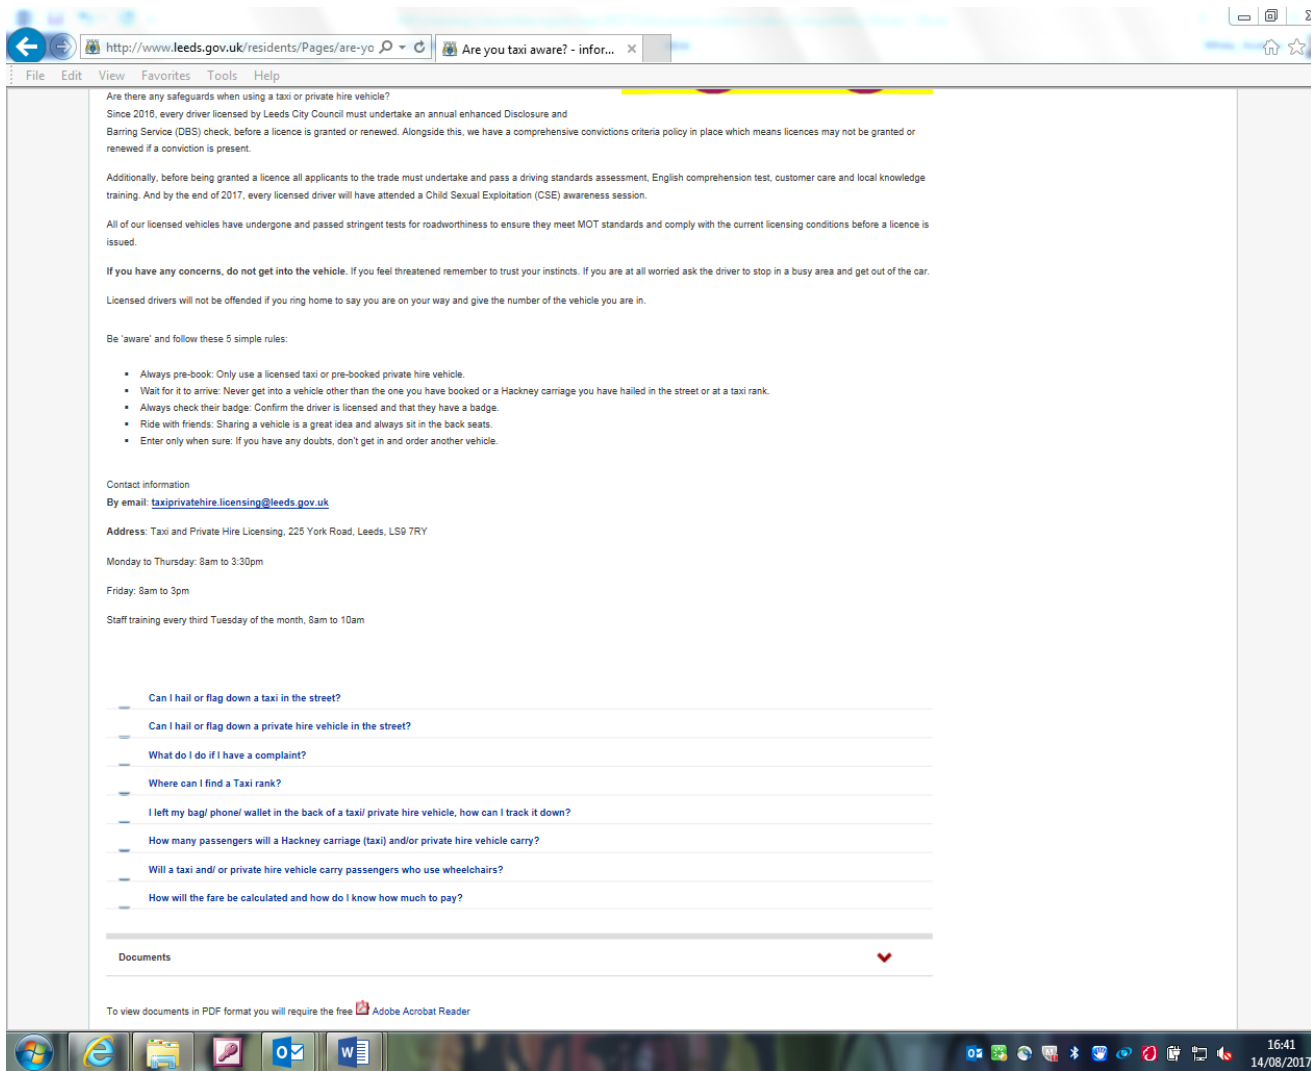 http://www.leeds.gov.uk/residents/Pages/are-yo
Are you taxi aware? - infor...
File Edit View Favorites Tools Help
Are there any safeguards when using a taxi or private hire vehicle?
Since 2016, every driver licensed by Leeds City Council must undertake an annual enhanced Disclosure and
Barring Service (DBS) check, before a licence is granted or renewed. Alongside this, we have a comprehensive convictions criteria policy in place which means licences may not be granted or
renewed if a conviction is present.
Additionally, before being granted a licence all applicants to the trade must undertake and pass a driving standards assessment, English comprehension test, customer care and local knowledge
training. And by the end of 2017, every licensed driver will have attended a Child Sexual Exploitation (CSE) awareness session.
All of our licensed vehicles have undergone and passed stringent tests for roadworthiness to ensure they meet MOT standards and comply with the current licensing conditions before a licence is
issued.
If you have any concerns, do not get into the vehicle. If you feel threatened remember to trust your instincts. If you are at all worried ask the driver to stop in a busy area and get out of the car.
Licensed drivers will not be offended if you ring home to say you are on your way and give the number of the vehicle you are in.
Be 'aware' and follow these 5 simple rules:
Always pre-book: Only use a licensed taxi or pre-booked private hire vehicle.
Wait for it to arrive: Never get into a vehicle other than the one you have booked or a Hackney carriage you have hailed in the street or at a taxi rank.
Always check their badge: Confirm the driver is licensed and that they have a badge.
Ride with friends: Sharing a vehicle is a great idea and always sit in the back seats.
Enter only when sure: If you have any doubts, don't get in and order another vehicle.
Contact information
By email: taxiprivatehire.licensing@leeds.gov.uk
Address: Taxi and Private Hire Licensing, 225 York Road, Leeds, LS9 7RY
Monday to Thursday: 8am to 3:30pm
Friday: 8am to 3pm
Staff training every third Tuesday of the month, 8am to 10am
Can I hail or flag down a taxi in the street?
Can I hail or flag down a private hire vehicle in the street?
What do I do if I have a complaint?
Where can I find a Taxi rank?
I left my bag/ phone/ wallet in the back of a taxi/ private hire vehicle, how can I track it down?
How many passengers will a Hackney carriage (taxi) and/or private hire vehicle carry?
Will a taxi and/ or private hire vehicle carry passengers who use wheelchairs?
How will the fare be calculated and how do I know how much to pay?
Documents
To view documents in PDF format you will require the free Adobe Acrobat Reader
16:41
14/08/2017